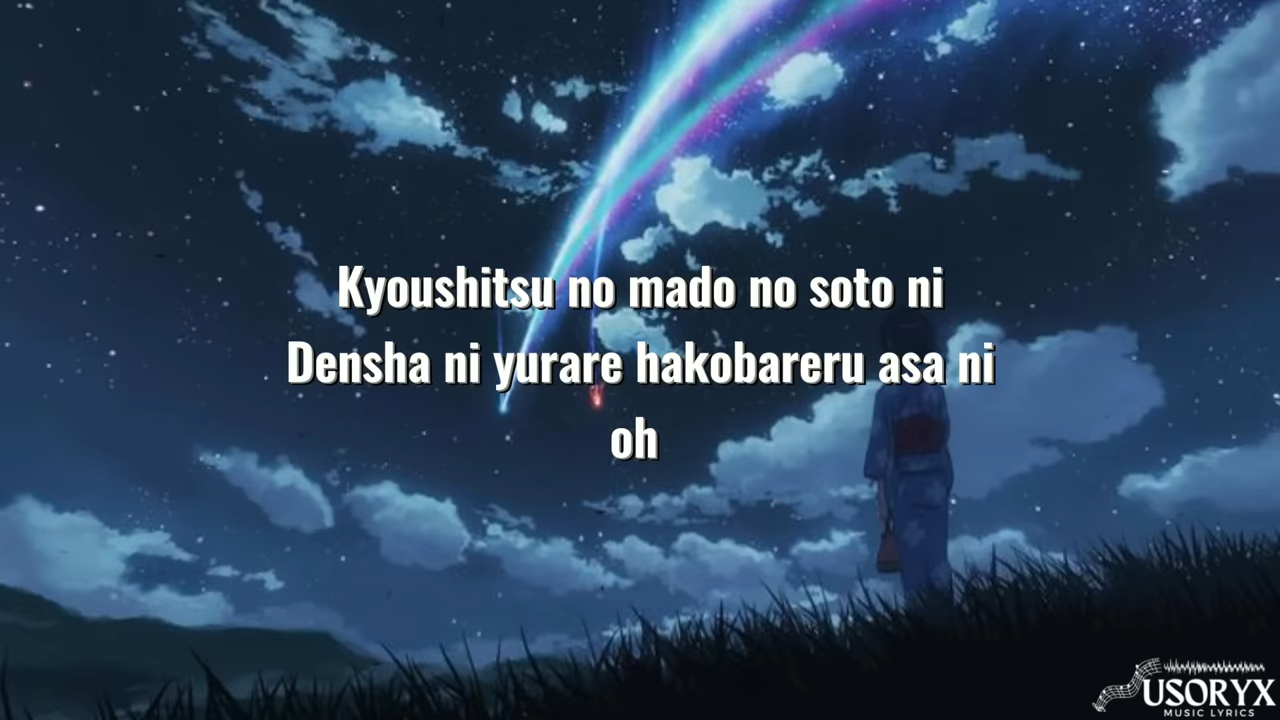 Kyoushitsu no mado no soto ni
Densha ni yurare hakobareru asa ni
oh
USORYX
MUSIC LYRICS